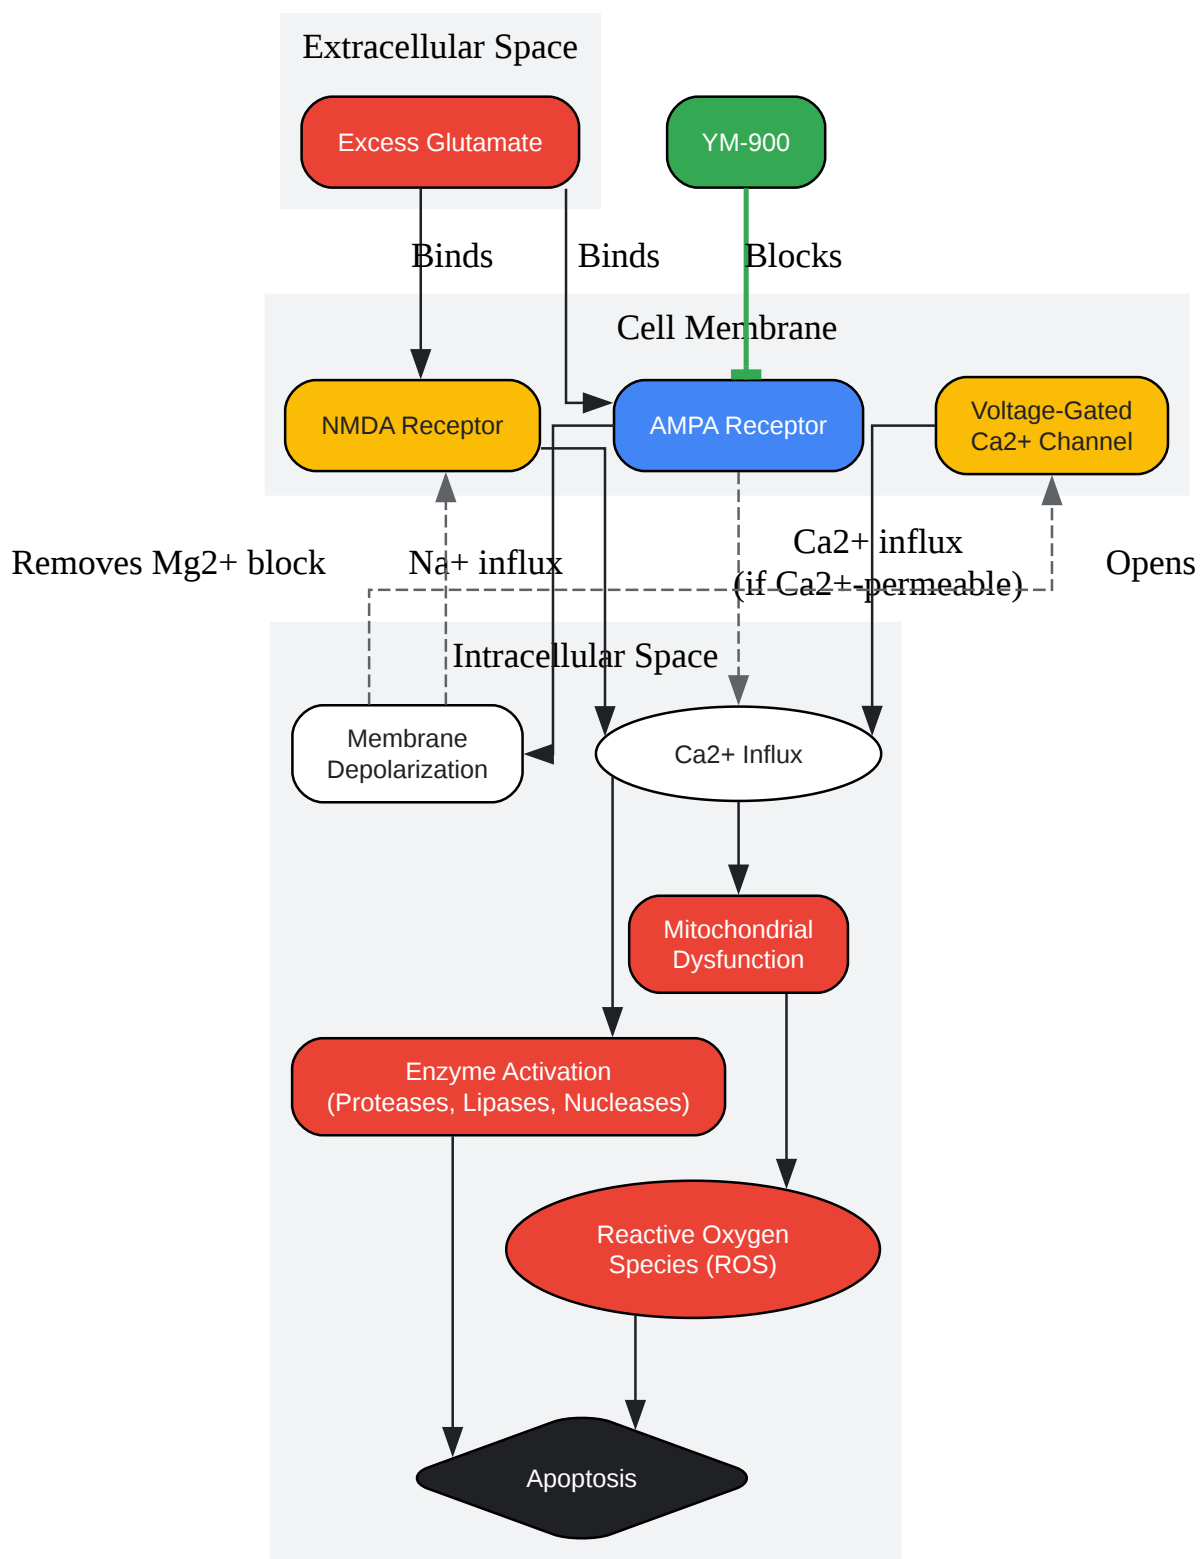 Extracellular Space
Excess Glutamate
YM-900
Binds
Binds
Blocks
Cell Membrane
NMDA Receptor
AMPA Receptor
Voltage-Gated
Ca2+ Channel
Removes Mg2+ block
Na+ influx
Ca2+ influx
(if Ca2+-permeable)
Opens
Intracellular Space
Membrane
Depolarization
Ca2+ Influx
Mitochondrial
Dysfunction
Enzyme Activation
(Proteases, Lipases, Nucleases)
Reactive Oxygen
Species (ROS)
Apoptosis